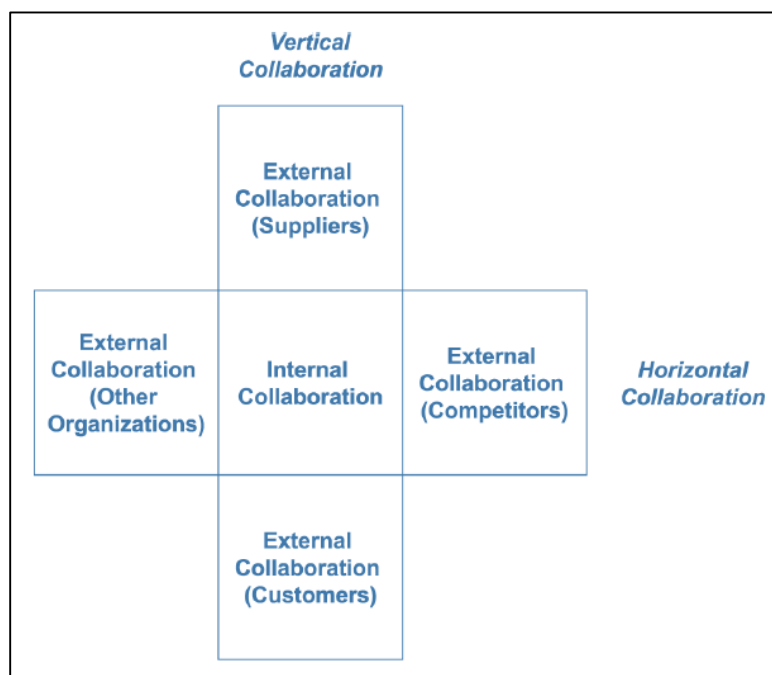 Vertical
Collaboration
External
Collaboration
(Suppliers)
External
Collaboration
(Other
Organizations)
Internal
Collaboration
External
Collaboration
(Competitors)
Horizontal
Collaboration
External
Collaboration
(Customers)